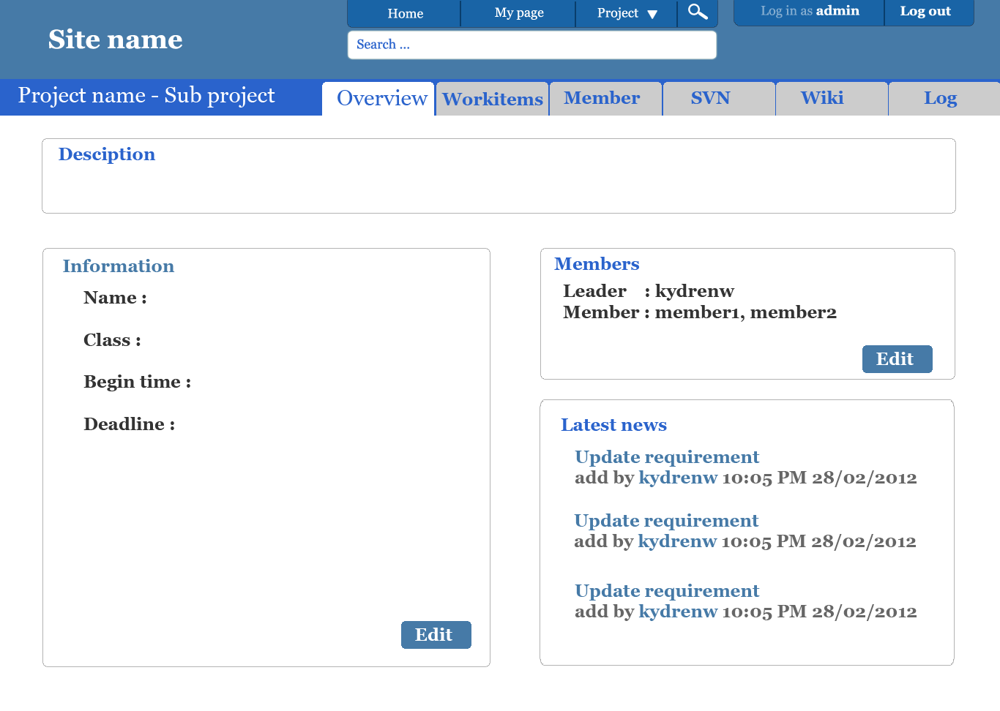 Site name
Home
My page
Project
Log in as admin
Log out
Search ...
Project name - Sub project
Overview
Workitems
Member
SVN
Wiki
Log
Desciption
Information
Name :
Class :
Begin time :
Deadline :
Edit
Members
Leader : kydrenw
Member : member1, member2
Edit
Latest news
Update requirement
add by kydrenw 10:05 PM 28/02/2012
Update requirement
add by kydrenw 10:05 PM 28/02/2012
Update requirement
add by kydrenw 10:05 PM 28/02/2012